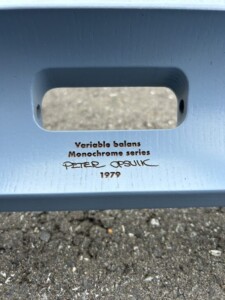 Variable balans
Monochrome series
PETER OPSVIK
1979